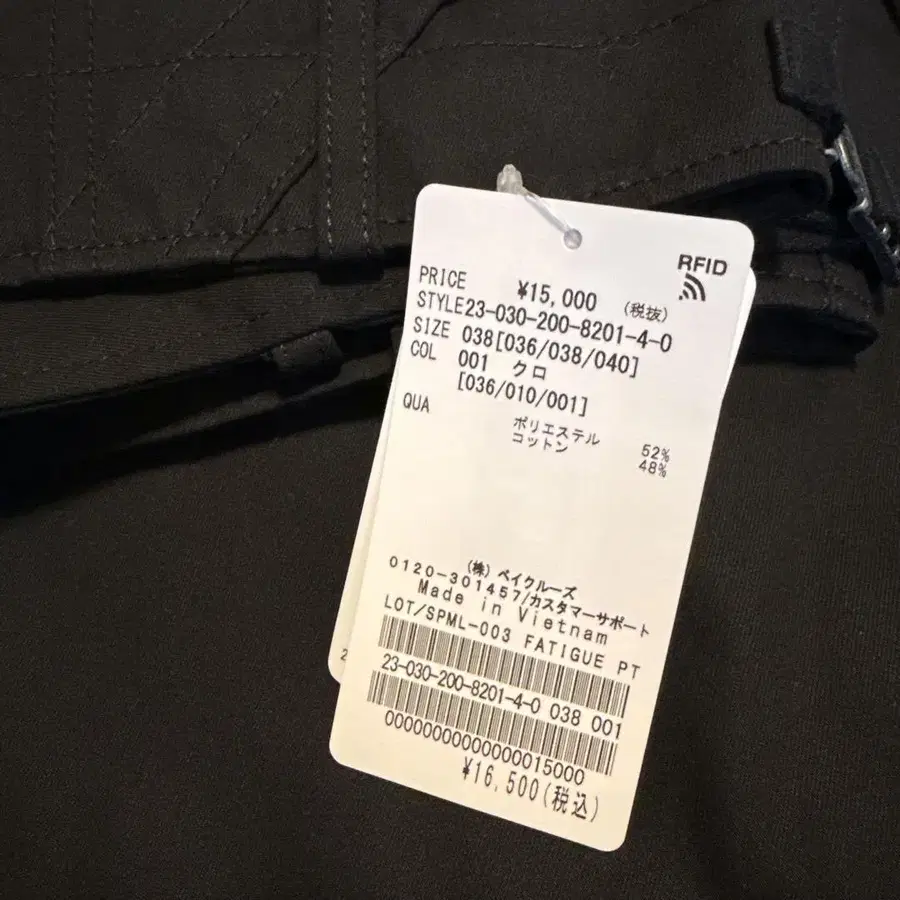 RFID
PRICE ¥15,000 (税抜)
STYLE23-030-200-8201-4-0
SIZE 038[036/038/040]
COL 001 クロ
[036/010/001]
QUA ポリエステル 52%
コットン 48%
(株) ベイクルーズ
0120-301457/カスタマーサポート
Made in Vietnam
LOT/SPML-003 FATIGUE PT
23-030-200-8201-4-0 038 001
0000000000000015000
¥16,500(税込)
2